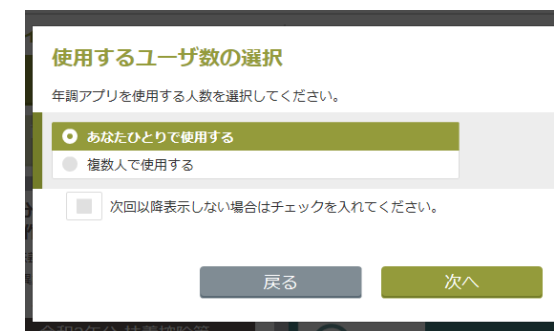 使用するユーザ数の選択
年調アプリを使用する人数を選択してください。
あなたひとりで使用する
複数人で使用する
次回以降表示しない場合はチェックを入れてください。
戻る
次へ